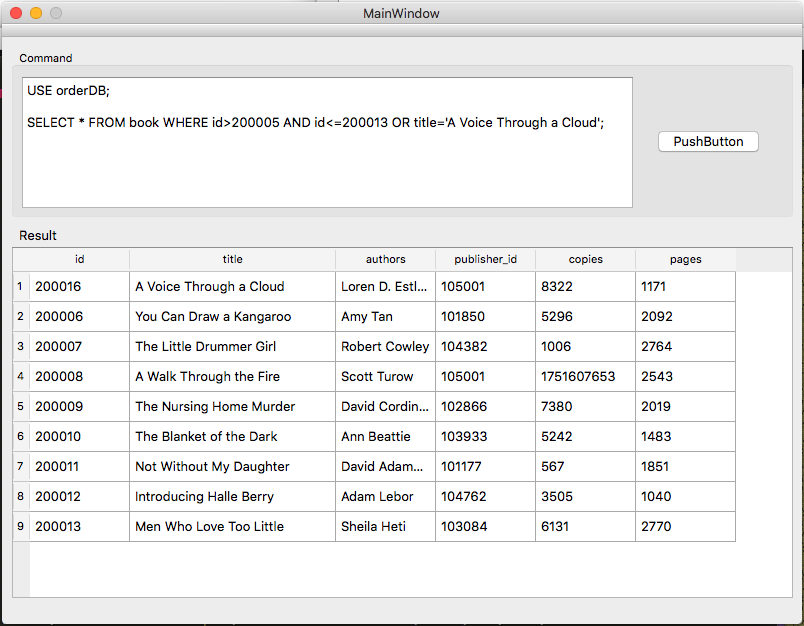 MainWindow
Command
USE orderDB;
SELECT * FROM book WHERE id>200005 AND id<=200013 OR title='A Voice Through a Cloud';
PushButton
Result
id title authors publisher_id copies pages
1 200016 A Voice Through a Cloud Loren D. Estl... 105001 8322 1171
2 200006 You Can Draw a Kangaroo Amy Tan 101850 5296 2092
3 200007 The Little Drummer Girl Robert Cowley 104382 1006 2764
4 200008 A Walk Through the Fire Scott Turow 105001 1751607653 2543
5 200009 The Nursing Home Murder David Cordin... 102866 7380 2019
6 200010 The Blanket of the Dark Ann Beattie 103933 5242 1483
7 200011 Not Without My Daughter David Adam... 101177 567 1851
8 200012 Introducing Halle Berry Adam Lebor 104762 3505 1040
9 200013 Men Who Love Too Little Sheila Heti 103084 6131 2770